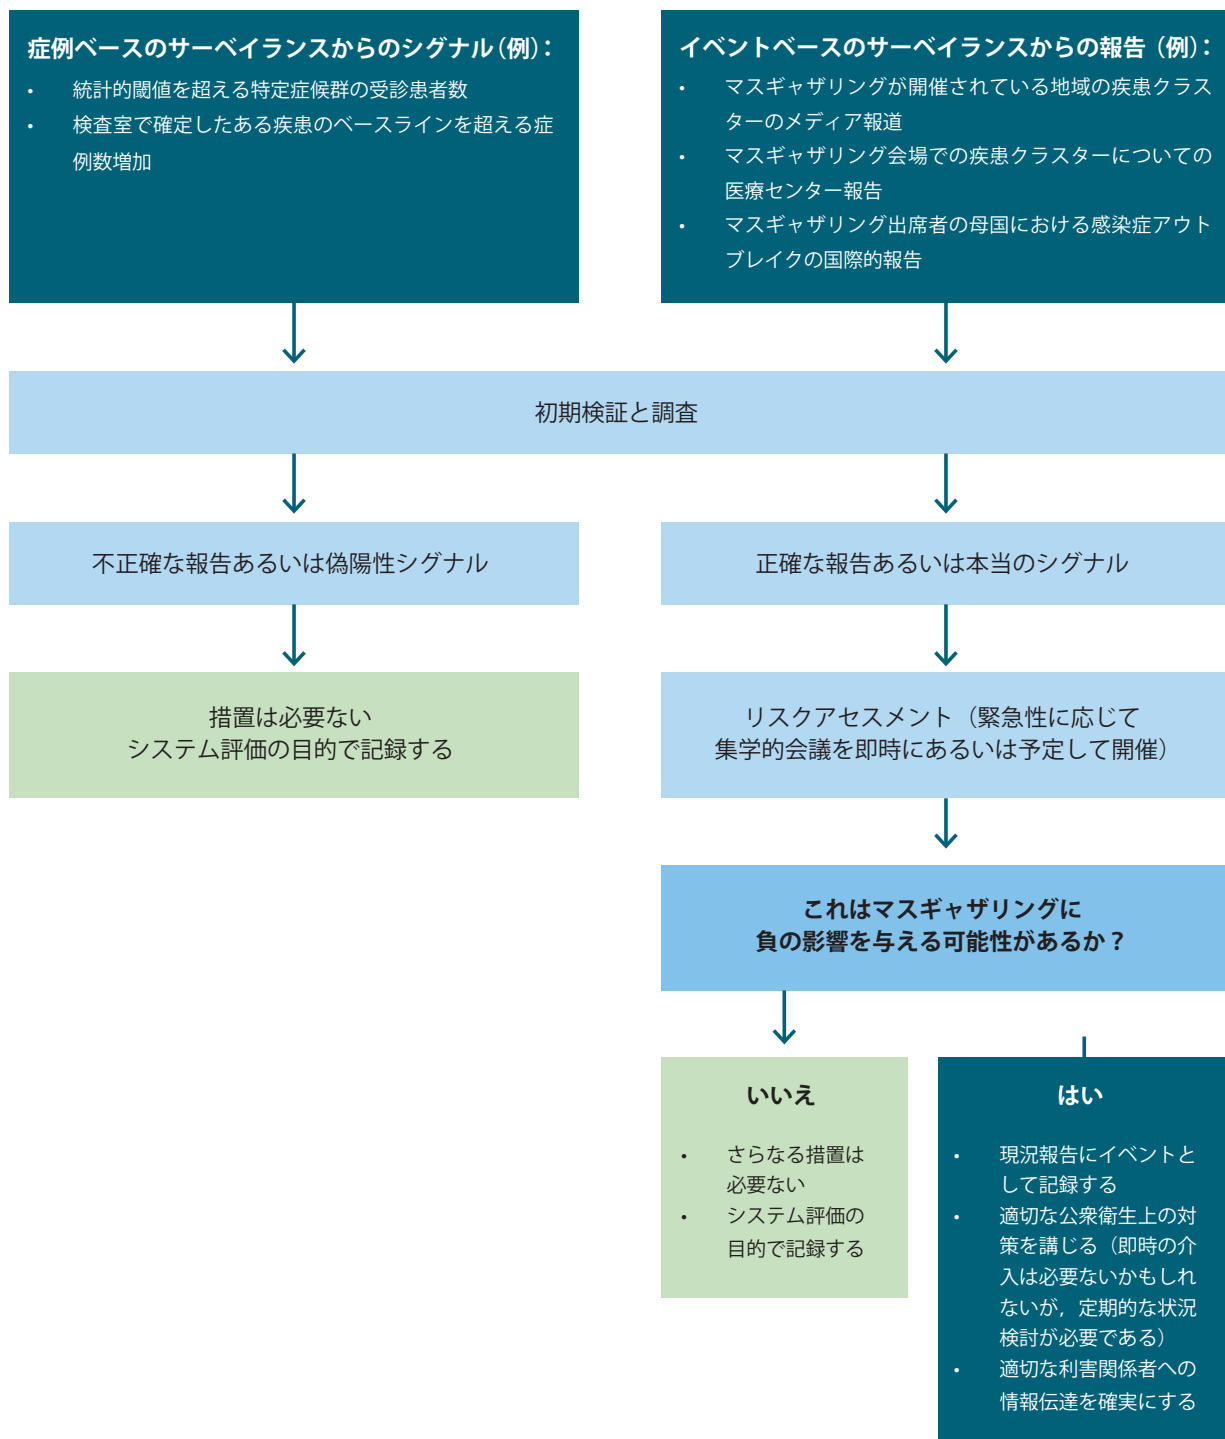 症例ベースのサーベイランスからのシグナル（例）：
• 統計的閾値を超える特定症候群の受診患者数
• 検査室で確定したある疾患のベースラインを超える症
例数増加
イベントベースのサーベイランスからの報告（例）：
• マスギャザリングが開催されている地域の疾患クラス
ターのメディア報道
• マスギャザリング会場での疾患クラスターについての
医療センター報告
• マスギャザリング出席者の母国における感染症アウト
ブレイクの国際的報告
初期検証と調査
不正確な報告あるいは偽陽性シグナル
正確な報告あるいは本当のシグナル
措置は必要ない
システム評価の目的で記録する
リスクアセスメント（緊急性に応じて
集学的会議を即時にあるいは予定して開催）
これはマスギャザリングに
負の影響を与える可能性があるか？
いいえ
• さらなる措置は
必要ない
• システム評価の
目的で記録する
はい
• 現況報告にイベントと
して記録する
• 適切な公衆衛生上の対
策を講じる（即時の介
入は必要ないかもしれ
ないが，定期的な状況
検討が必要である）
• 適切な利害関係者への
情報伝達を確実にする